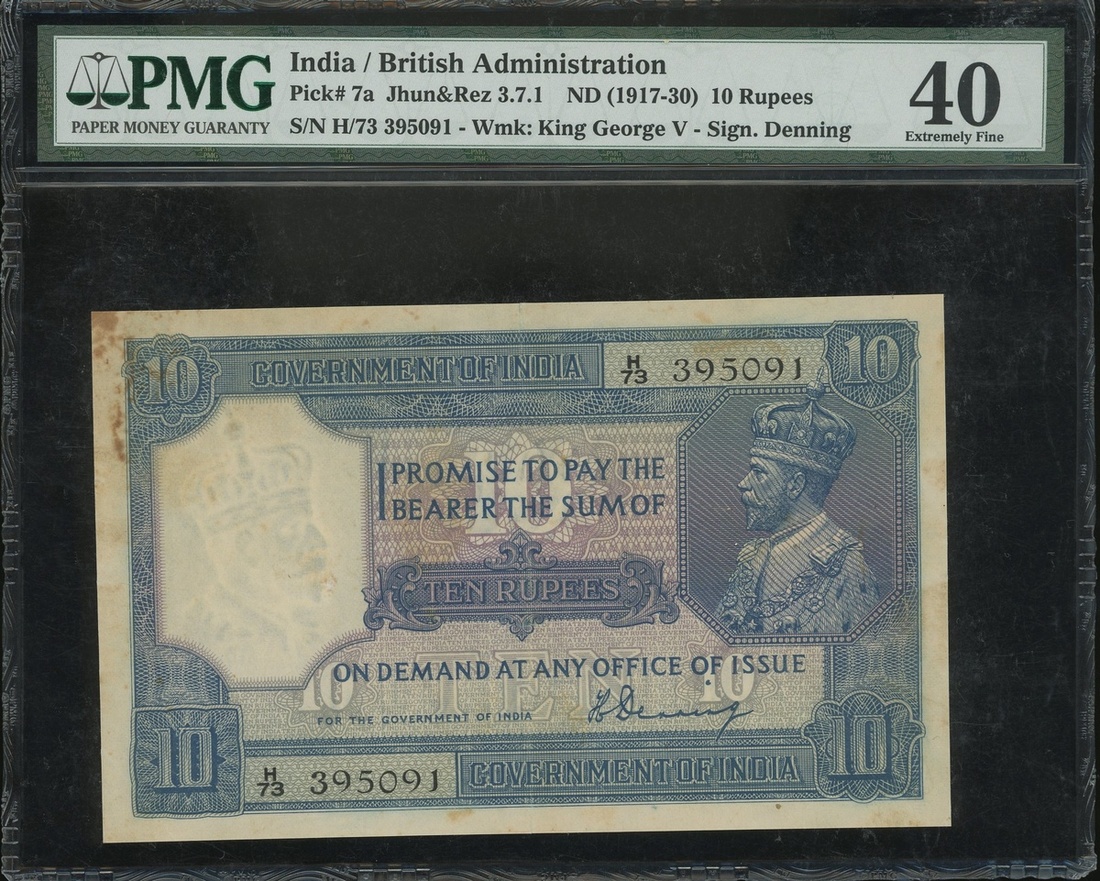 PMG
PAPER MONEY GUARANTY
India / British Administration
Pick# 7a Jhun&Rez 3.7.1 ND (1917-30) 10 Rupees
S/N H/73 395091 - Wmk: King George V - Sign. Denning
40
Extremely Fine
10
GOVERNMENT OF INDIA
H/73 395091
10
10
I PROMISE TO PAY THE
BEARER THE SUM OF
TEN RUPEES
ON DEMAND AT ANY OFFICE OF ISSUE
10 TEN 10
FOR THE GOVERNMENT OF INDIA
H Denning
10
H/73 395091
GOVERNMENT OF INDIA
10